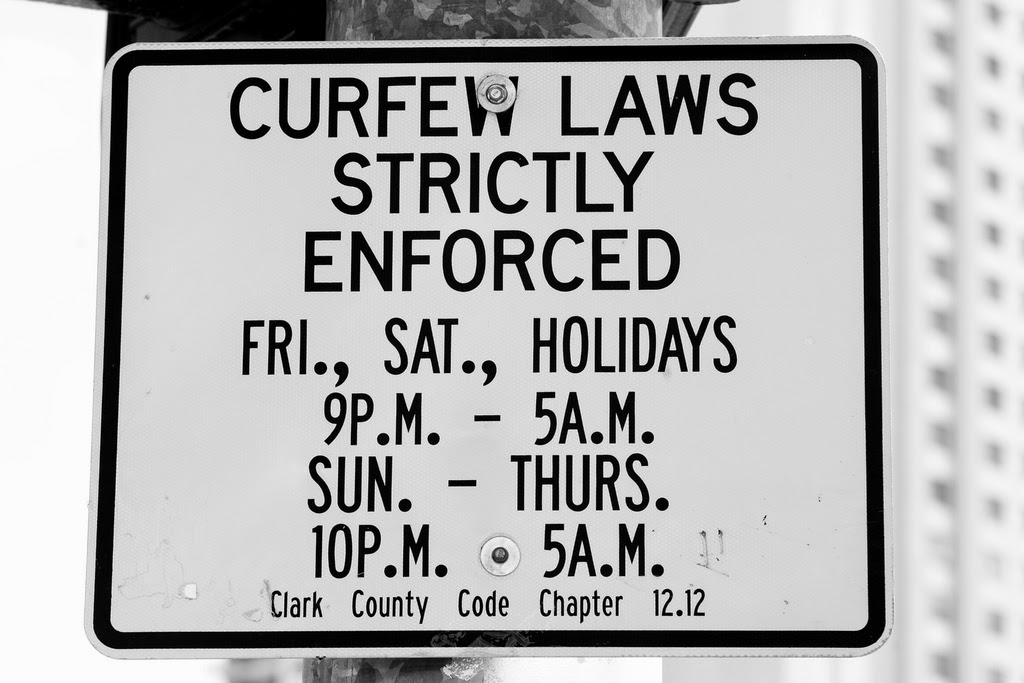 CURFEW LAWS
STRICTLY
ENFORCED
FRI., SAT., HOLIDAYS
9P.M. – 5A.M.
SUN. – THURS.
10P.M. 5A.M.
Clark County Code Chapter 12.12